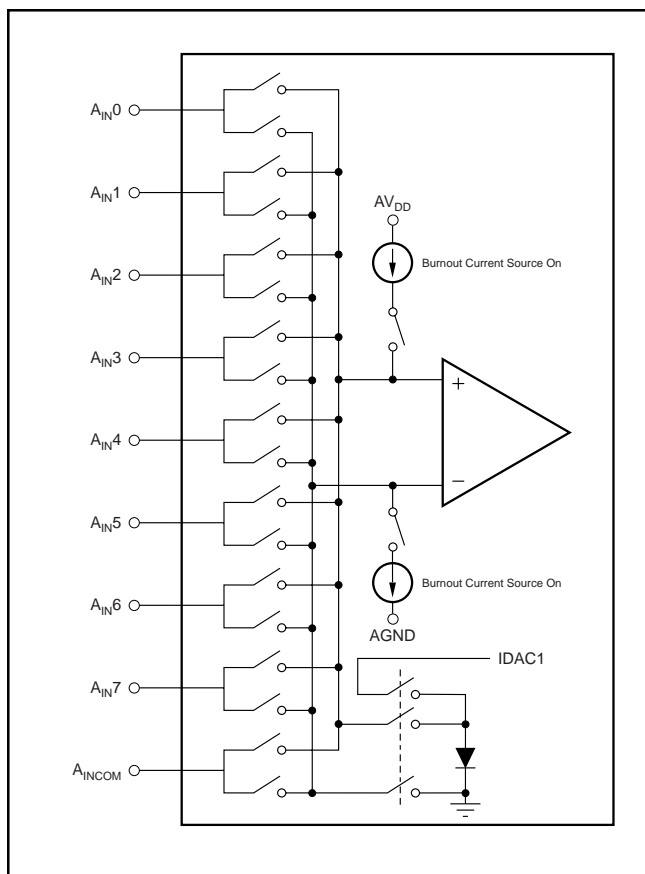 AIN0
AIN1
AVDD
Burnout Current Source On
AIN2
AIN3
+
AIN4
−
AIN5
Burnout Current Source On
AIN6
AGND
IDAC1
AIN7
AINCOM